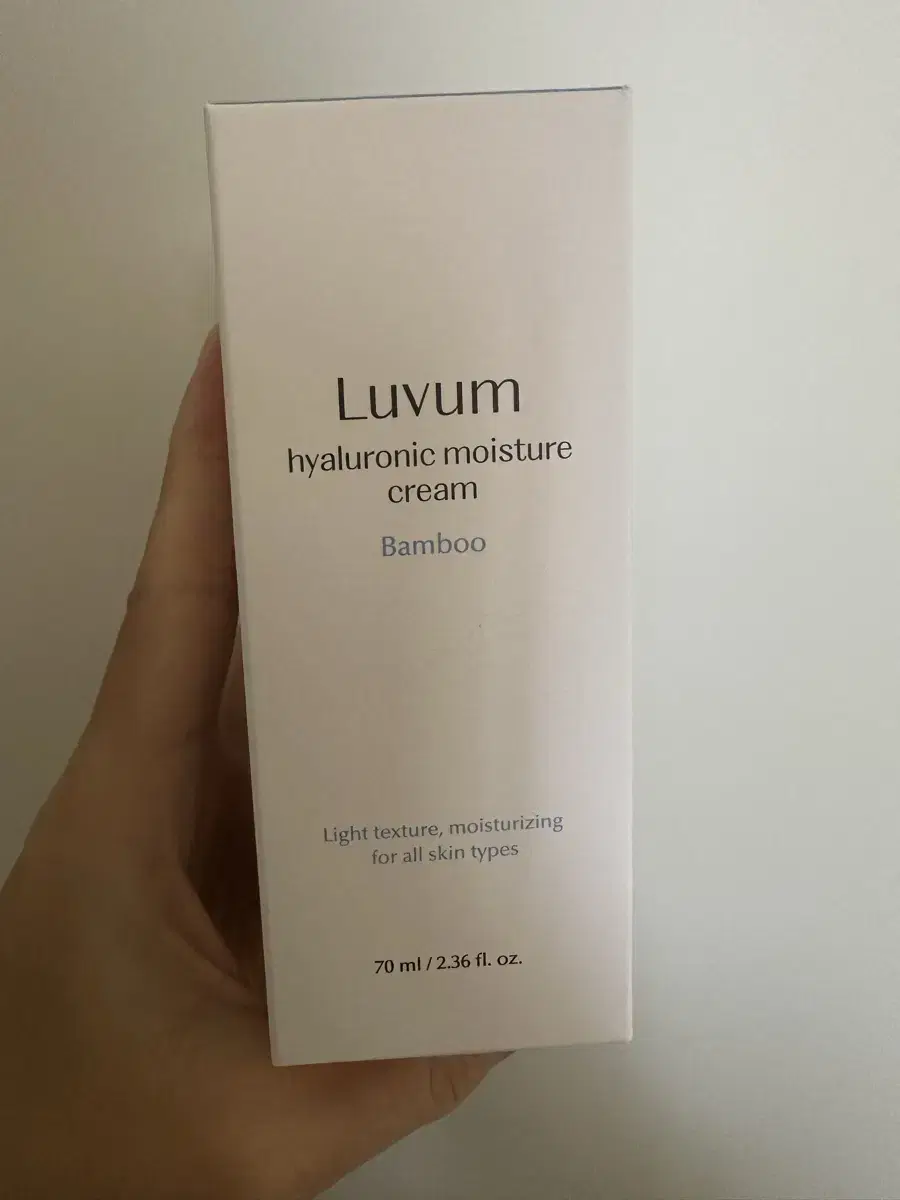 Luvum
hyaluronic moisture
cream
Bamboo
Light texture, moisturizing
for all skin types
70 ml / 2.36 fl. oz.